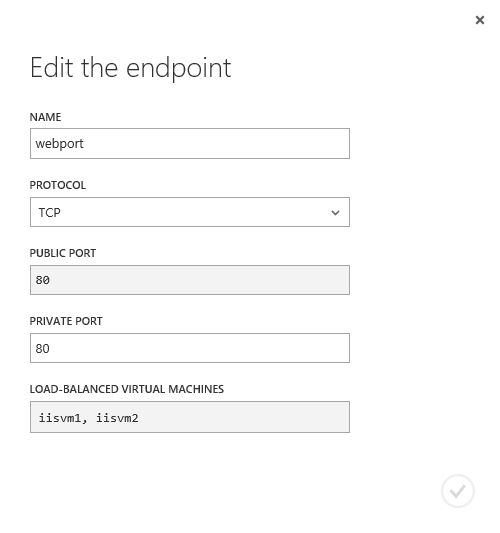 Edit the endpoint
NAME
webport
PROTOCOL
TCP
PUBLIC PORT
80
PRIVATE PORT
80
LOAD-BALANCED VIRTUAL MACHINES
iisvm1, iisvm2